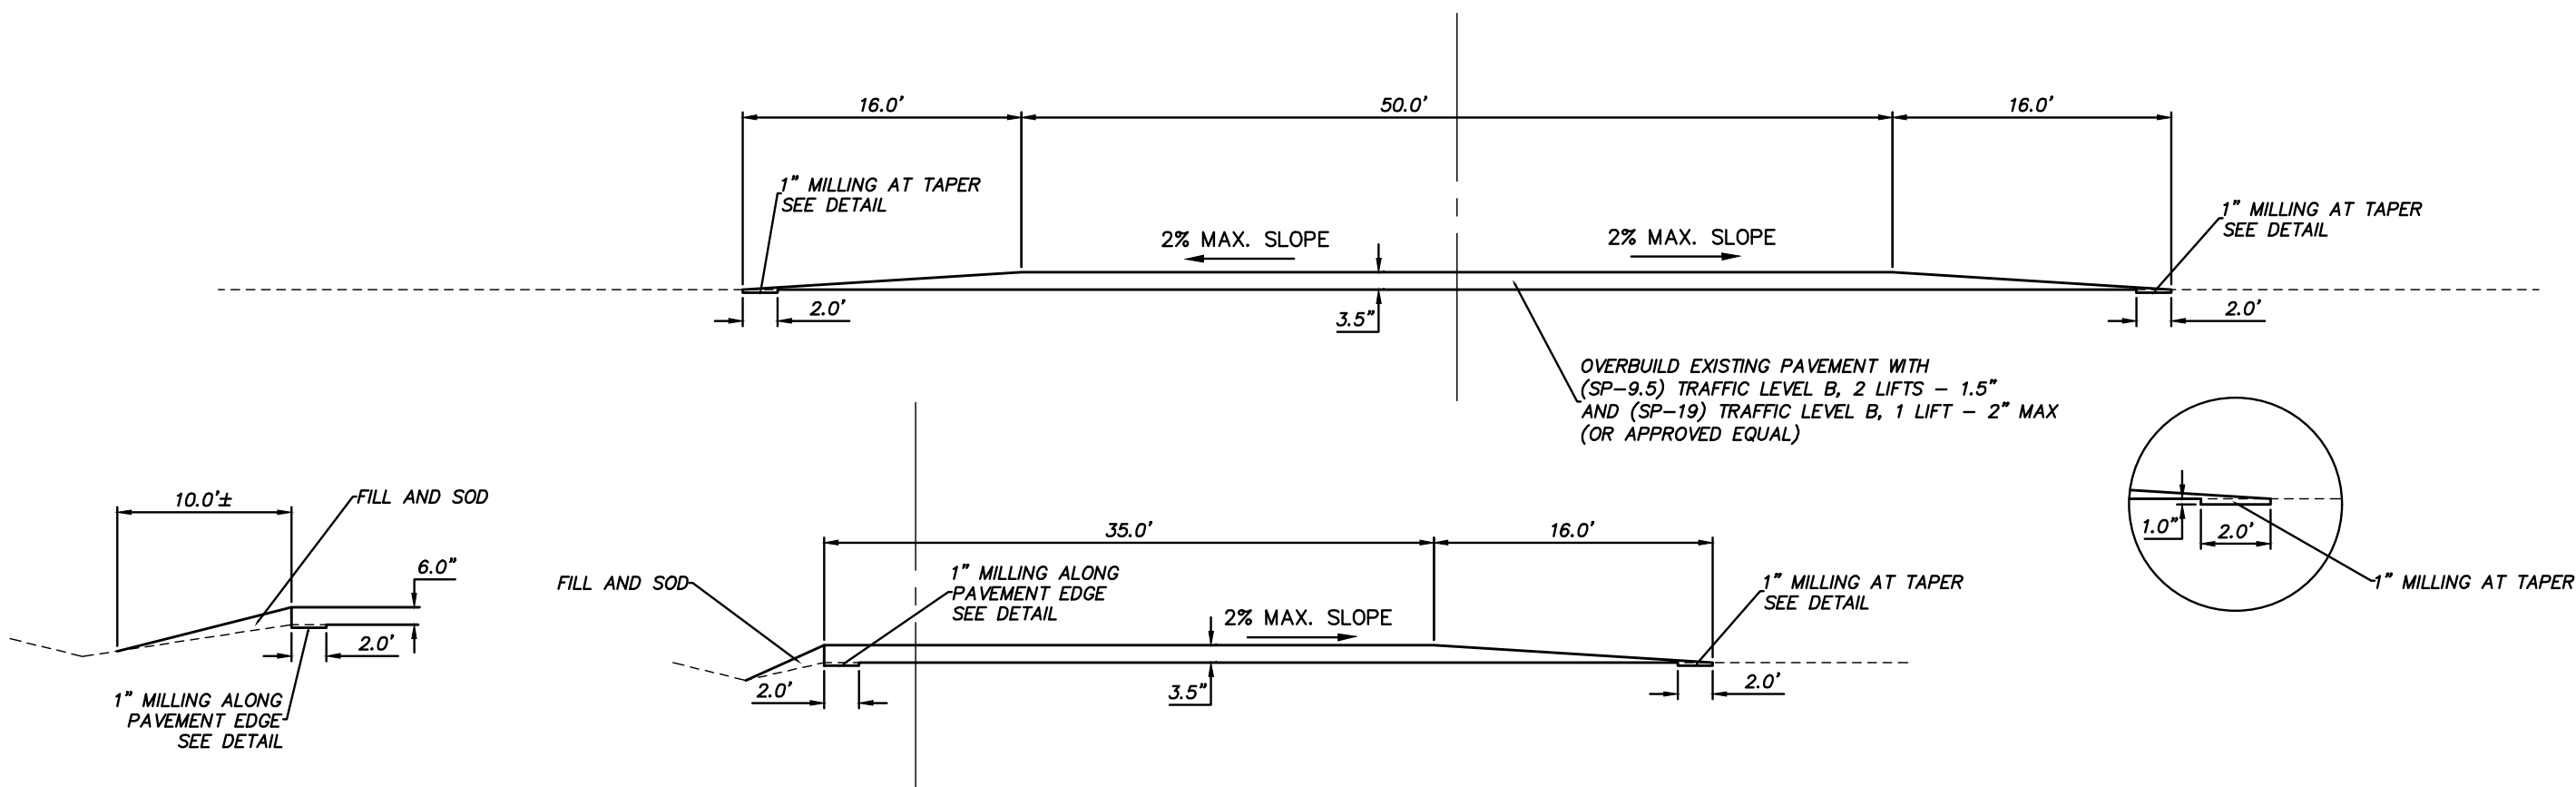 16.0'
50.0'
16.0'
1" MILLING AT TAPER
SEE DETAIL
2% MAX. SLOPE
2% MAX. SLOPE
1" MILLING AT TAPER
SEE DETAIL
2.0'
3.5"
2.0'
OVERBUILD EXISTING PAVEMENT WITH
(SP-9.5) TRAFFIC LEVEL B, 2 LIFTS - 1.5"
AND (SP-19) TRAFFIC LEVEL B, 1 LIFT - 2" MAX
(OR APPROVED EQUAL)
10.0'±
FILL AND SOD
6.0"
2.0'
1" MILLING ALONG
PAVEMENT EDGE
SEE DETAIL
35.0'
16.0'
FILL AND SOD
1" MILLING ALONG
PAVEMENT EDGE
SEE DETAIL
2% MAX. SLOPE
1" MILLING AT TAPER
SEE DETAIL
2.0'
3.5"
2.0'
1.0"
2.0'
1" MILLING AT TAPER